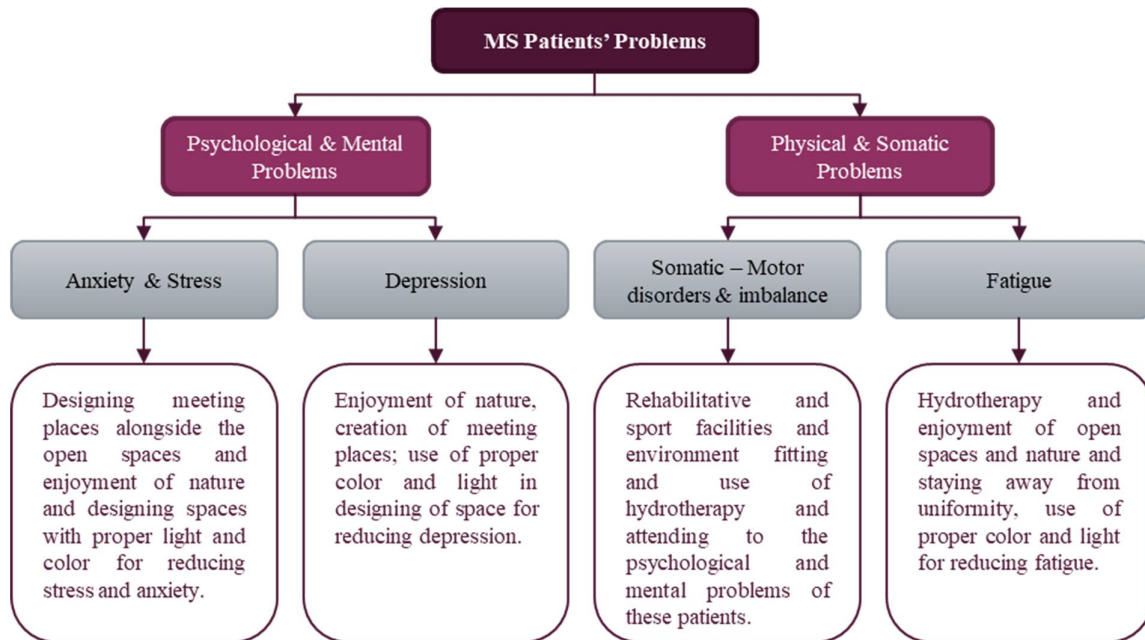 MS Patients’ Problems
Psychological & Mental
Problems
Physical & Somatic
Problems
Anxiety & Stress
Depression
Somatic – Motor
disorders & imbalance
Fatigue
Designing meeting
places alongside the
open spaces and
enjoyment of nature
and designing spaces
with proper light and
color for reducing
stress and anxiety.
Enjoyment of nature,
creation of meeting
places; use of proper
color and light in
designing of space for
reducing depression.
Rehabilitative and
sport facilities and
environment fitting
and use of
hydrotherapy and
attending to the
psychological and
mental problems of
these patients.
Hydrotherapy and
enjoyment of open
spaces and nature and
staying away from
uniformity, use of
proper color and light
for reducing fatigue.